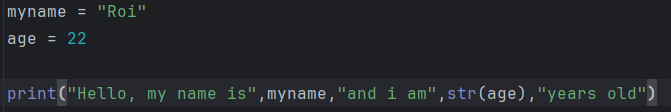 myname = "Roi"
age = 22
print("Hello, my name is",myname,"and i am",str(age),"years old")